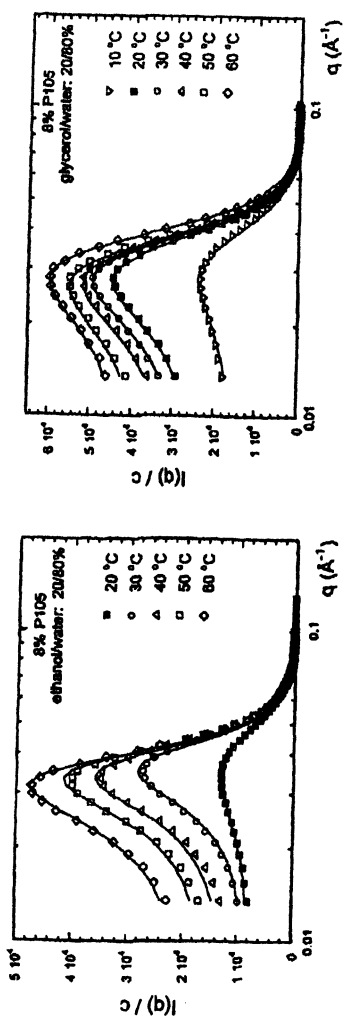 8% P105
ethanol/water: 20/80%
20 °C
30 °C
40 °C
50 °C
60 °C
I(q) / c
5 10⁴
4 10⁴
3 10⁴
2 10⁴
1 10⁴
0
0.01
0.1
q (Å⁻¹)
8% P105
glycerol/water: 20/80%
10 °C
20 °C
30 °C
40 °C
50 °C
60 °C
I(q) / c
6 10⁴
5 10⁴
4 10⁴
3 10⁴
2 10⁴
1 10⁴
0
0.01
0.1
q (Å⁻¹)